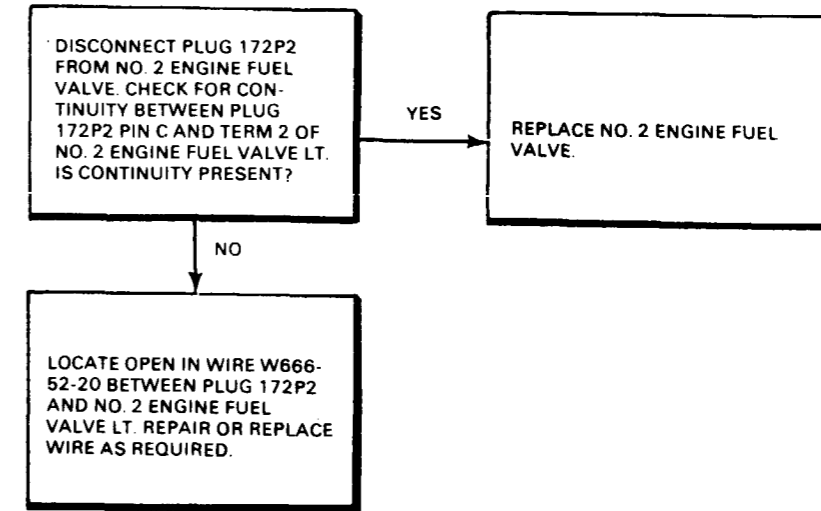 DISCONNECT PLUG 172P2
FROM NO. 2 ENGINE FUEL
VALVE. CHECK FOR CON-
TINUITY BETWEEN PLUG
172P2 PIN C AND TERM 2 OF
NO. 2 ENGINE FUEL VALVE LT.
IS CONTINUITY PRESENT?
YES
REPLACE NO. 2 ENGINE FUEL
VALVE.
NO
LOCATE OPEN IN WIRE W666-
52-20 BETWEEN PLUG 172P2
AND NO. 2 ENGINE FUEL
VALVE LT. REPAIR OR REPLACE
WIRE AS REQUIRED.